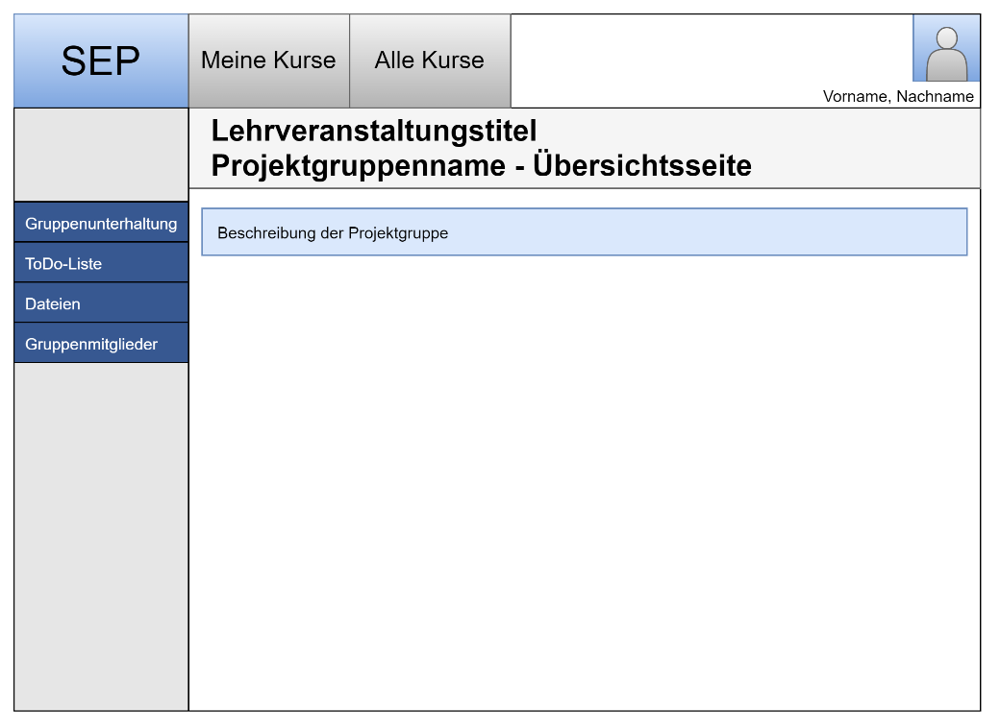 SEP
Meine Kurse
Alle Kurse
Vorname, Nachname
Lehrveranstaltungstitel
Projektgruppenname - Übersichtsseite
Gruppenunterhaltung
ToDo-Liste
Dateien
Gruppenmitglieder
Beschreibung der Projektgruppe